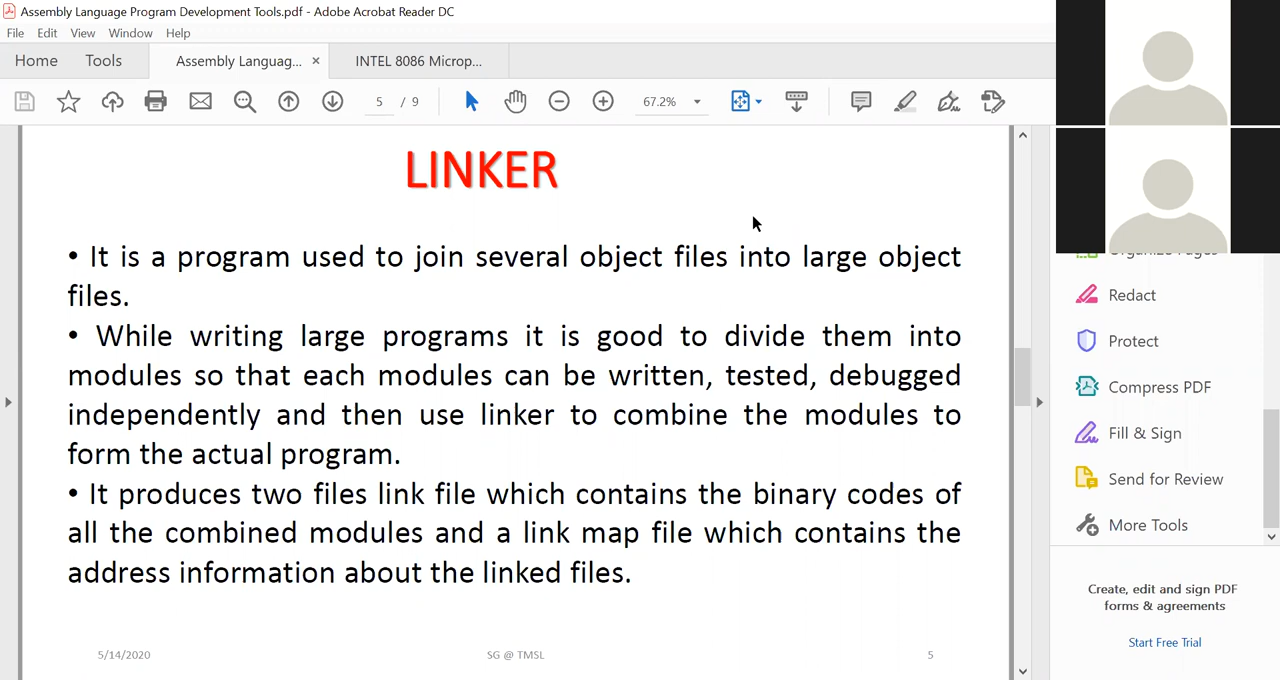 Assembly Language Program Development Tools.pdf - Adobe Acrobat Reader DC
File Edit View Window Help
Home Tools Assembly Languag... × INTEL 8086 Microp...
5 / 9 67.2%
LINKER
• It is a program used to join several object files into large object
files.
• While writing large programs it is good to divide them into
modules so that each modules can be written, tested, debugged
independently and then use linker to combine the modules to
form the actual program.
• It produces two files link file which contains the binary codes of
all the combined modules and a link map file which contains the
address information about the linked files.
5/14/2020 SG @ TMSL 5
Redact
Protect
Compress PDF
Fill & Sign
Send for Review
More Tools
Create, edit and sign PDF
forms & agreements
Start Free Trial